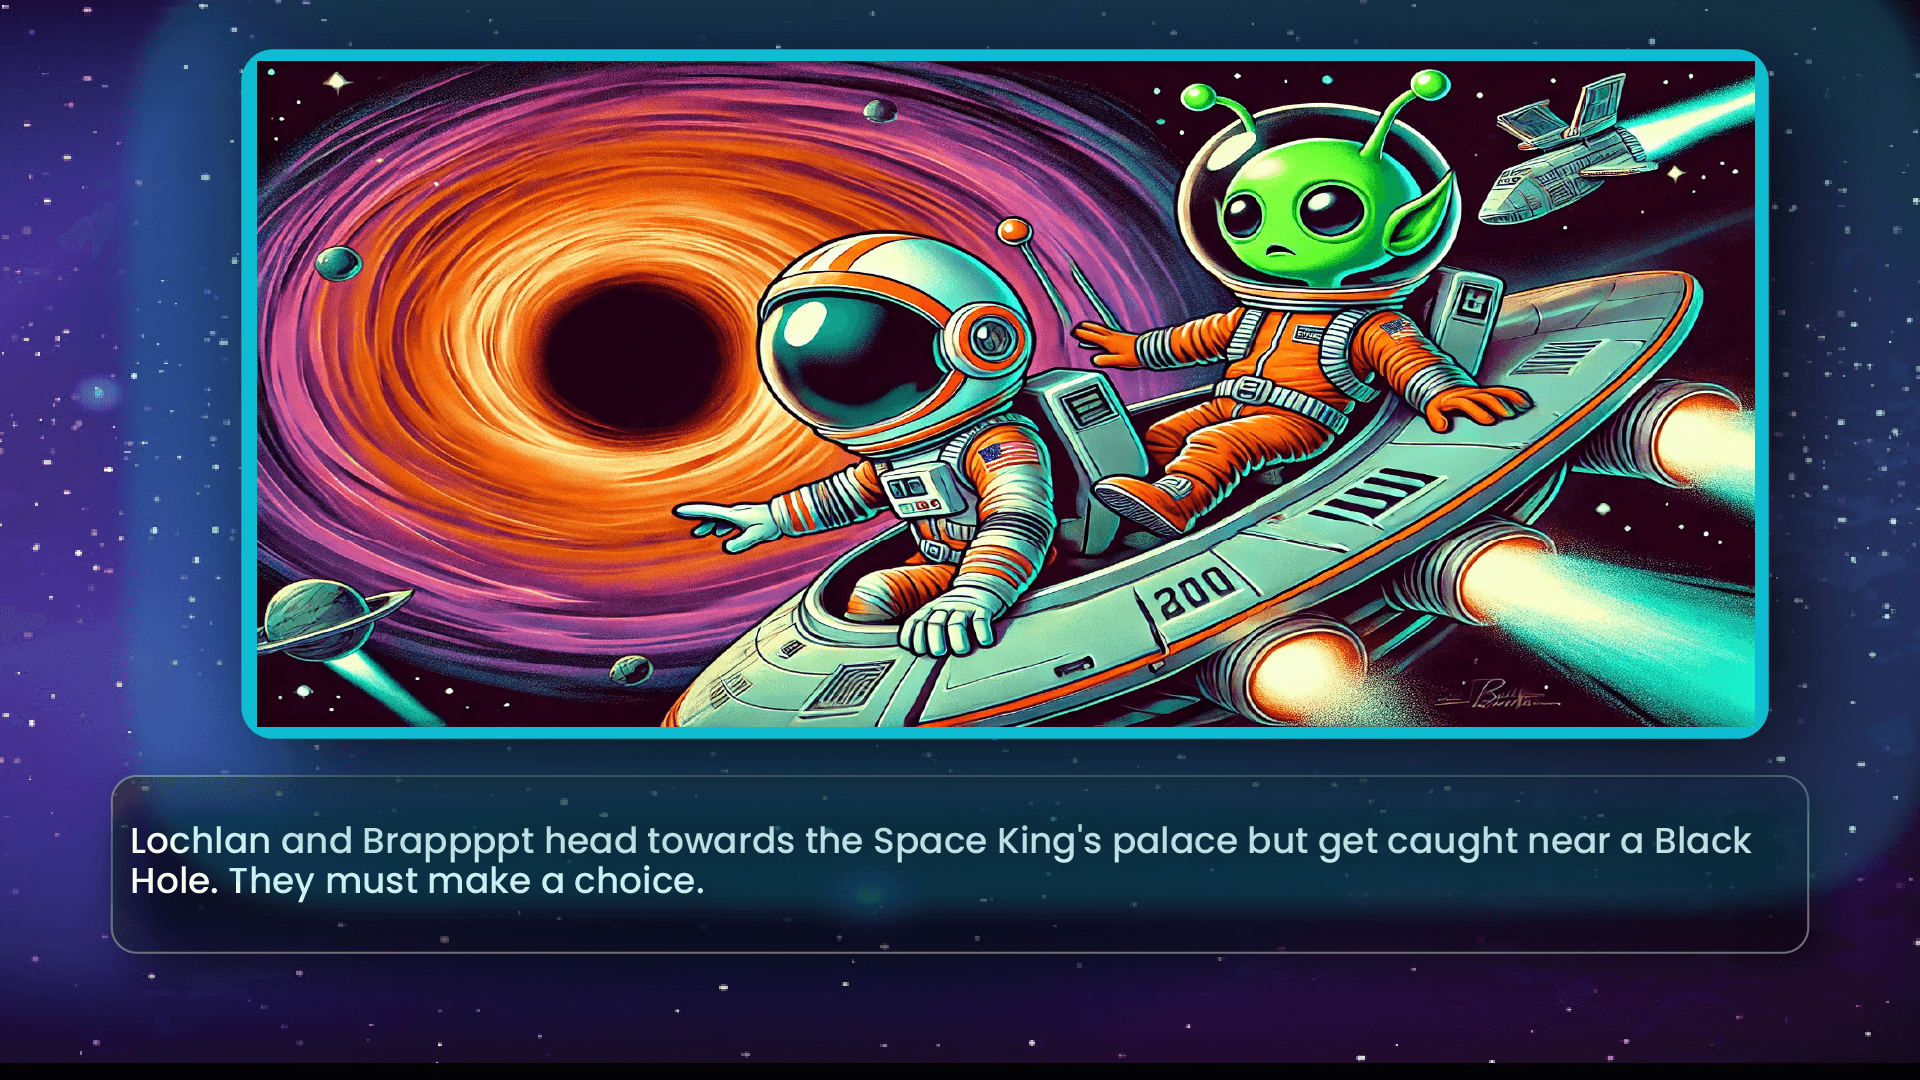 200
Lochlan and Brappppt head towards the Space King's palace but get caught near a Black
Hole. They must make a choice.